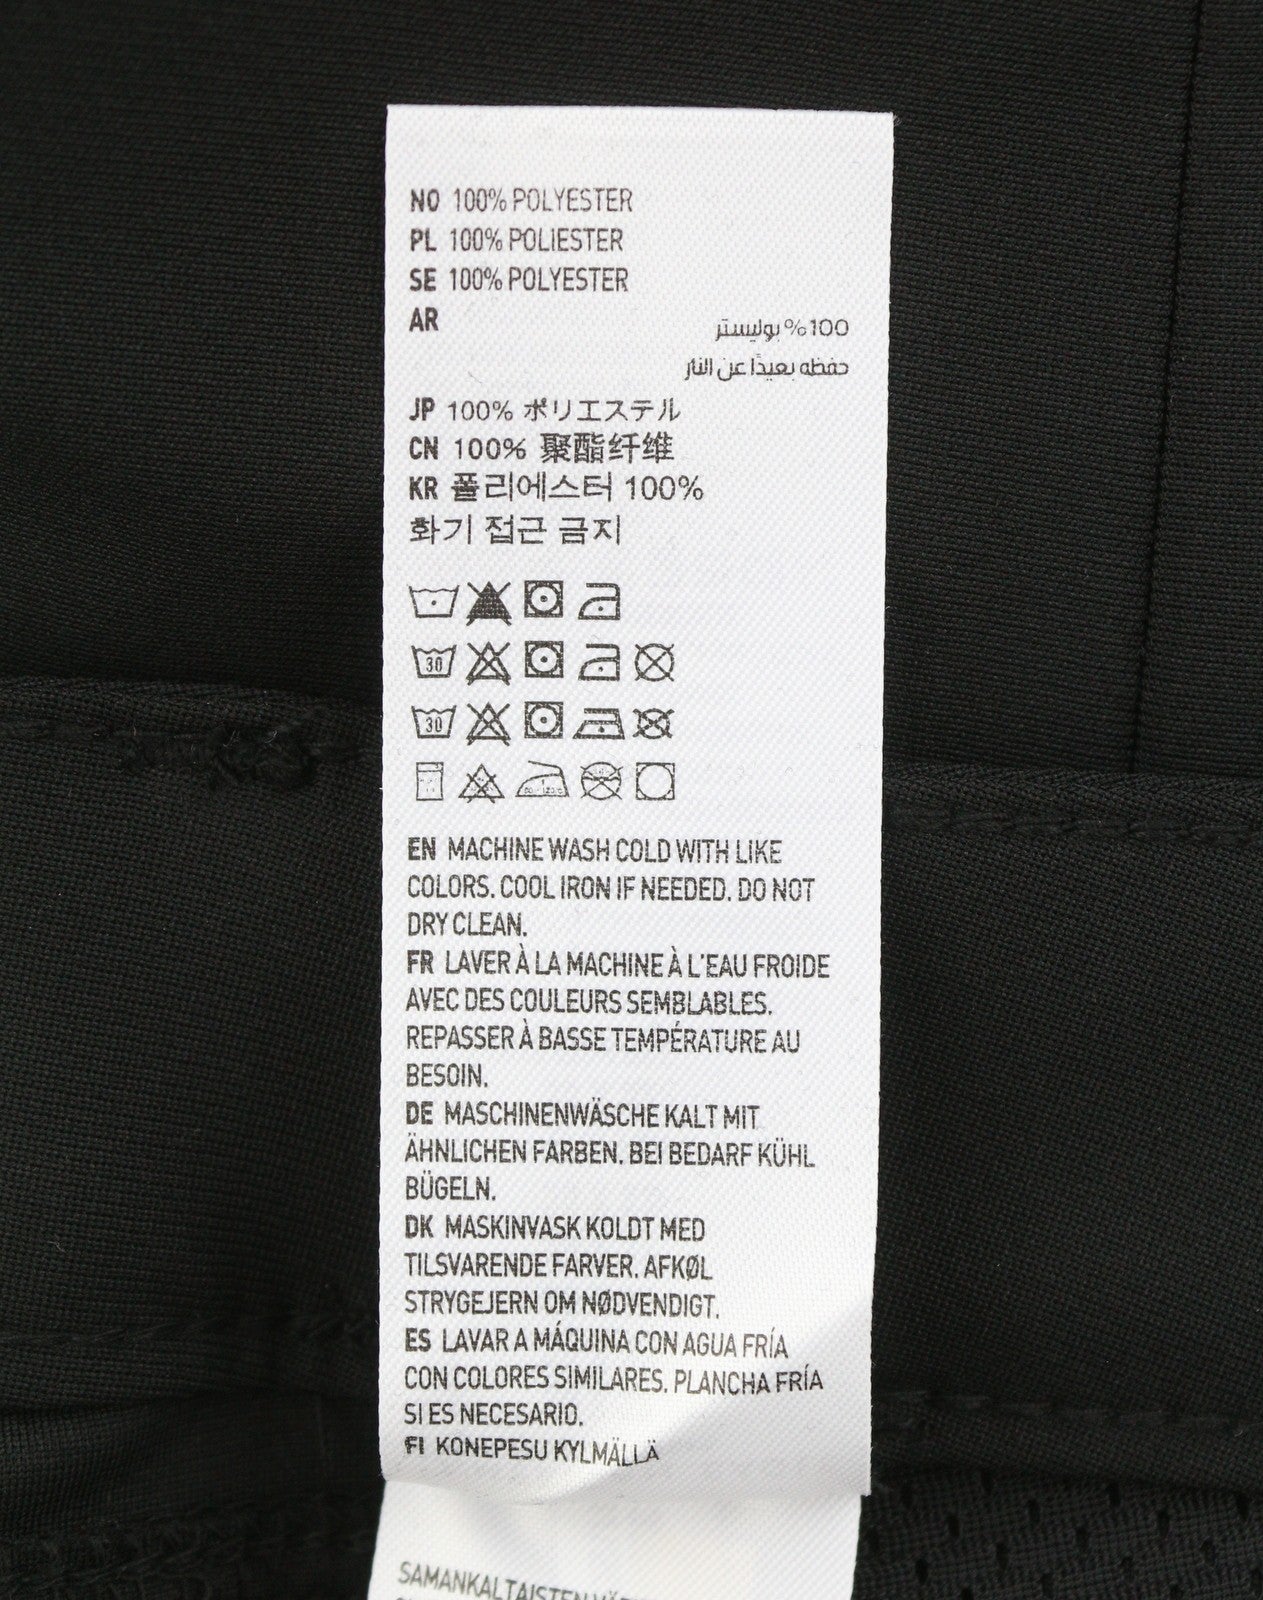 NO 100% POLYESTER
PL 100% POLIESTER
SE 100% POLYESTER
AR
100% بوليستر
حفظه بعيدًا عن النار
JP 100% ポリエステル
CN 100% 聚酯纤维
KR 폴리에스터 100%
화기 접근 금지
30
30
EN MACHINE WASH COLD WITH LIKE
COLORS. COOL IRON IF NEEDED. DO NOT
DRY CLEAN.
FR LAVER À LA MACHINE À L'EAU FROIDE
AVEC DES COULEURS SEMBLABLES.
REPASSER À BASSE TEMPÉRATURE AU
BESOIN.
DE MASCHINENWÄSCHE KALT MIT
ÄHNLICHEN FARBEN. BEI BEDARF KÜHL
BÜGELN.
DK MASKINVASK KOLDT MED
TILSVARENDE FARVER. AFKØL
STRYGEJERN OM NØDVENDIGT.
ES LAVAR A MÁQUINA CON AGUA FRÍA
CON COLORES SIMILARES. PLANCHA FRÍA
SI ES NECESARIO.
FI KONEPESU KYLMÄLLÄ
SAMANKALTAISTEN